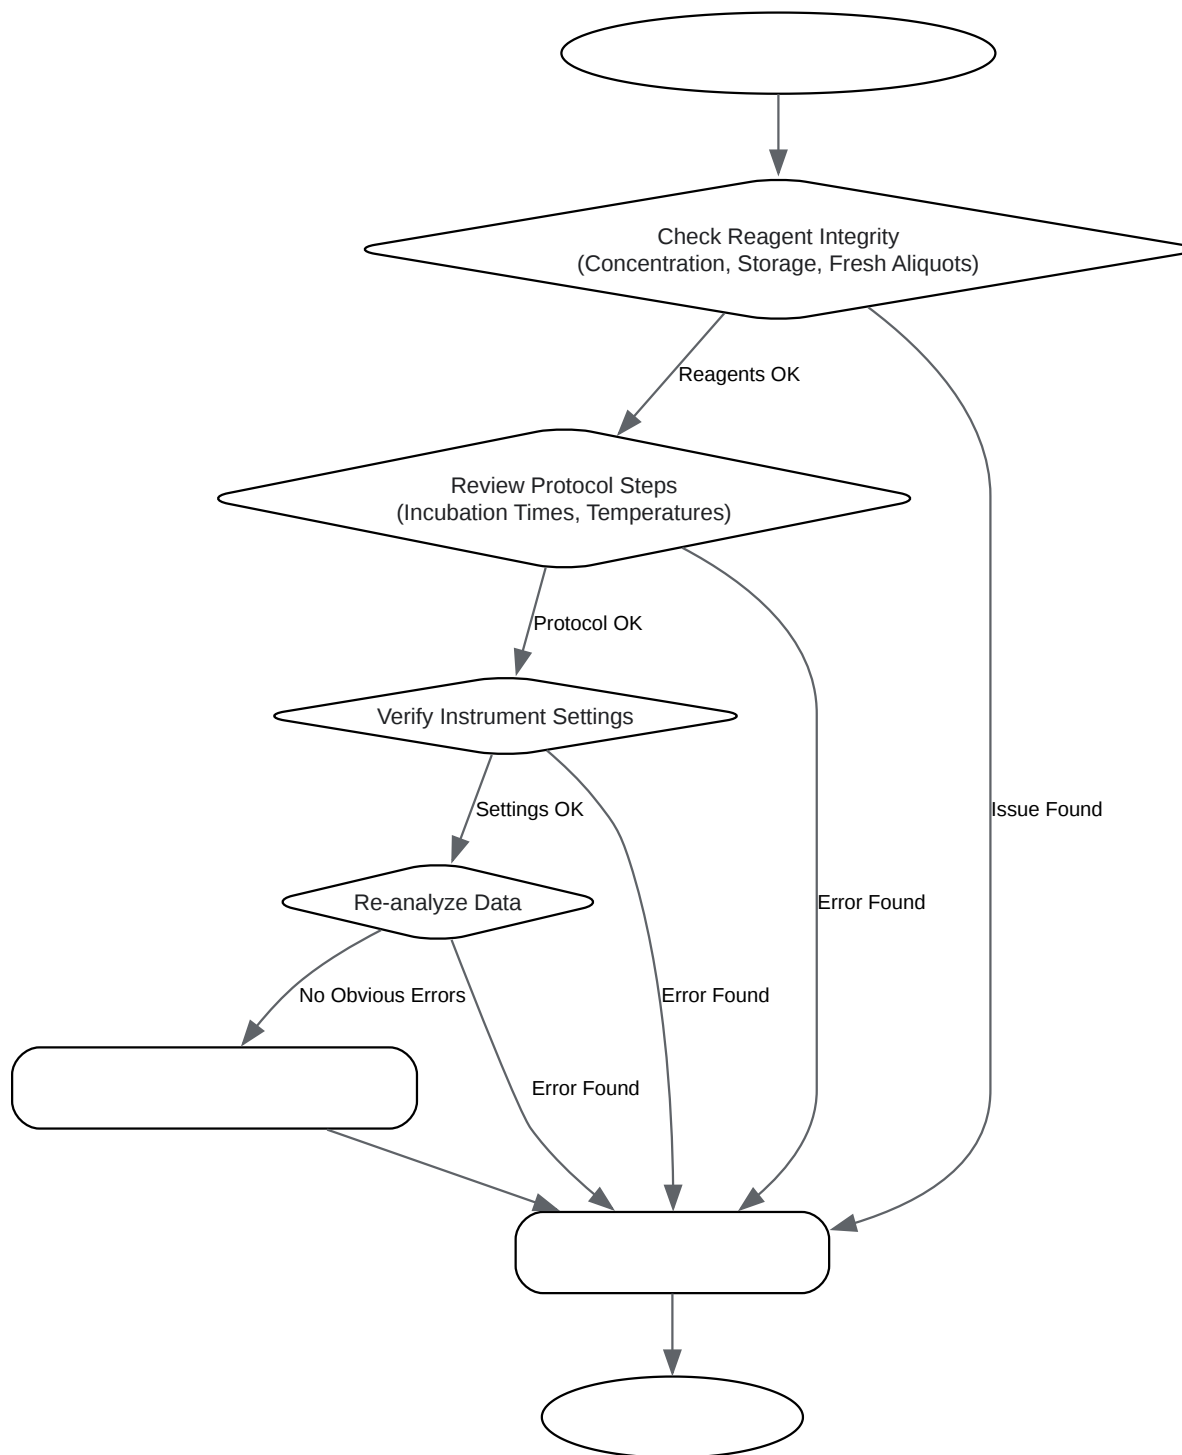 Check Reagent Integrity
(Concentration, Storage, Fresh Aliquots)
Reagents OK
Review Protocol Steps
(Incubation Times, Temperatures)
Protocol OK
Verify Instrument Settings
Settings OK
Issue Found
Re-analyze Data
Error Found
No Obvious Errors
Error Found
Error Found